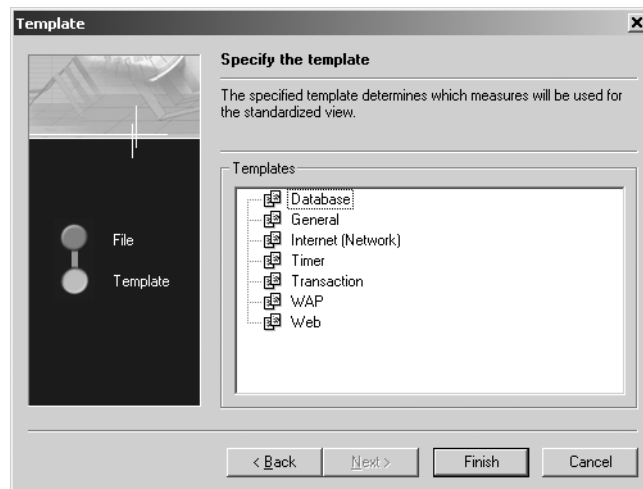 Template
Specify the template
The specified template determines which measures will be used for
the standardized view.
Templates
Database
General
Internet (Network)
Timer
Transaction
WAP
Web
File
Template
< Back
Next >
Finish
Cancel